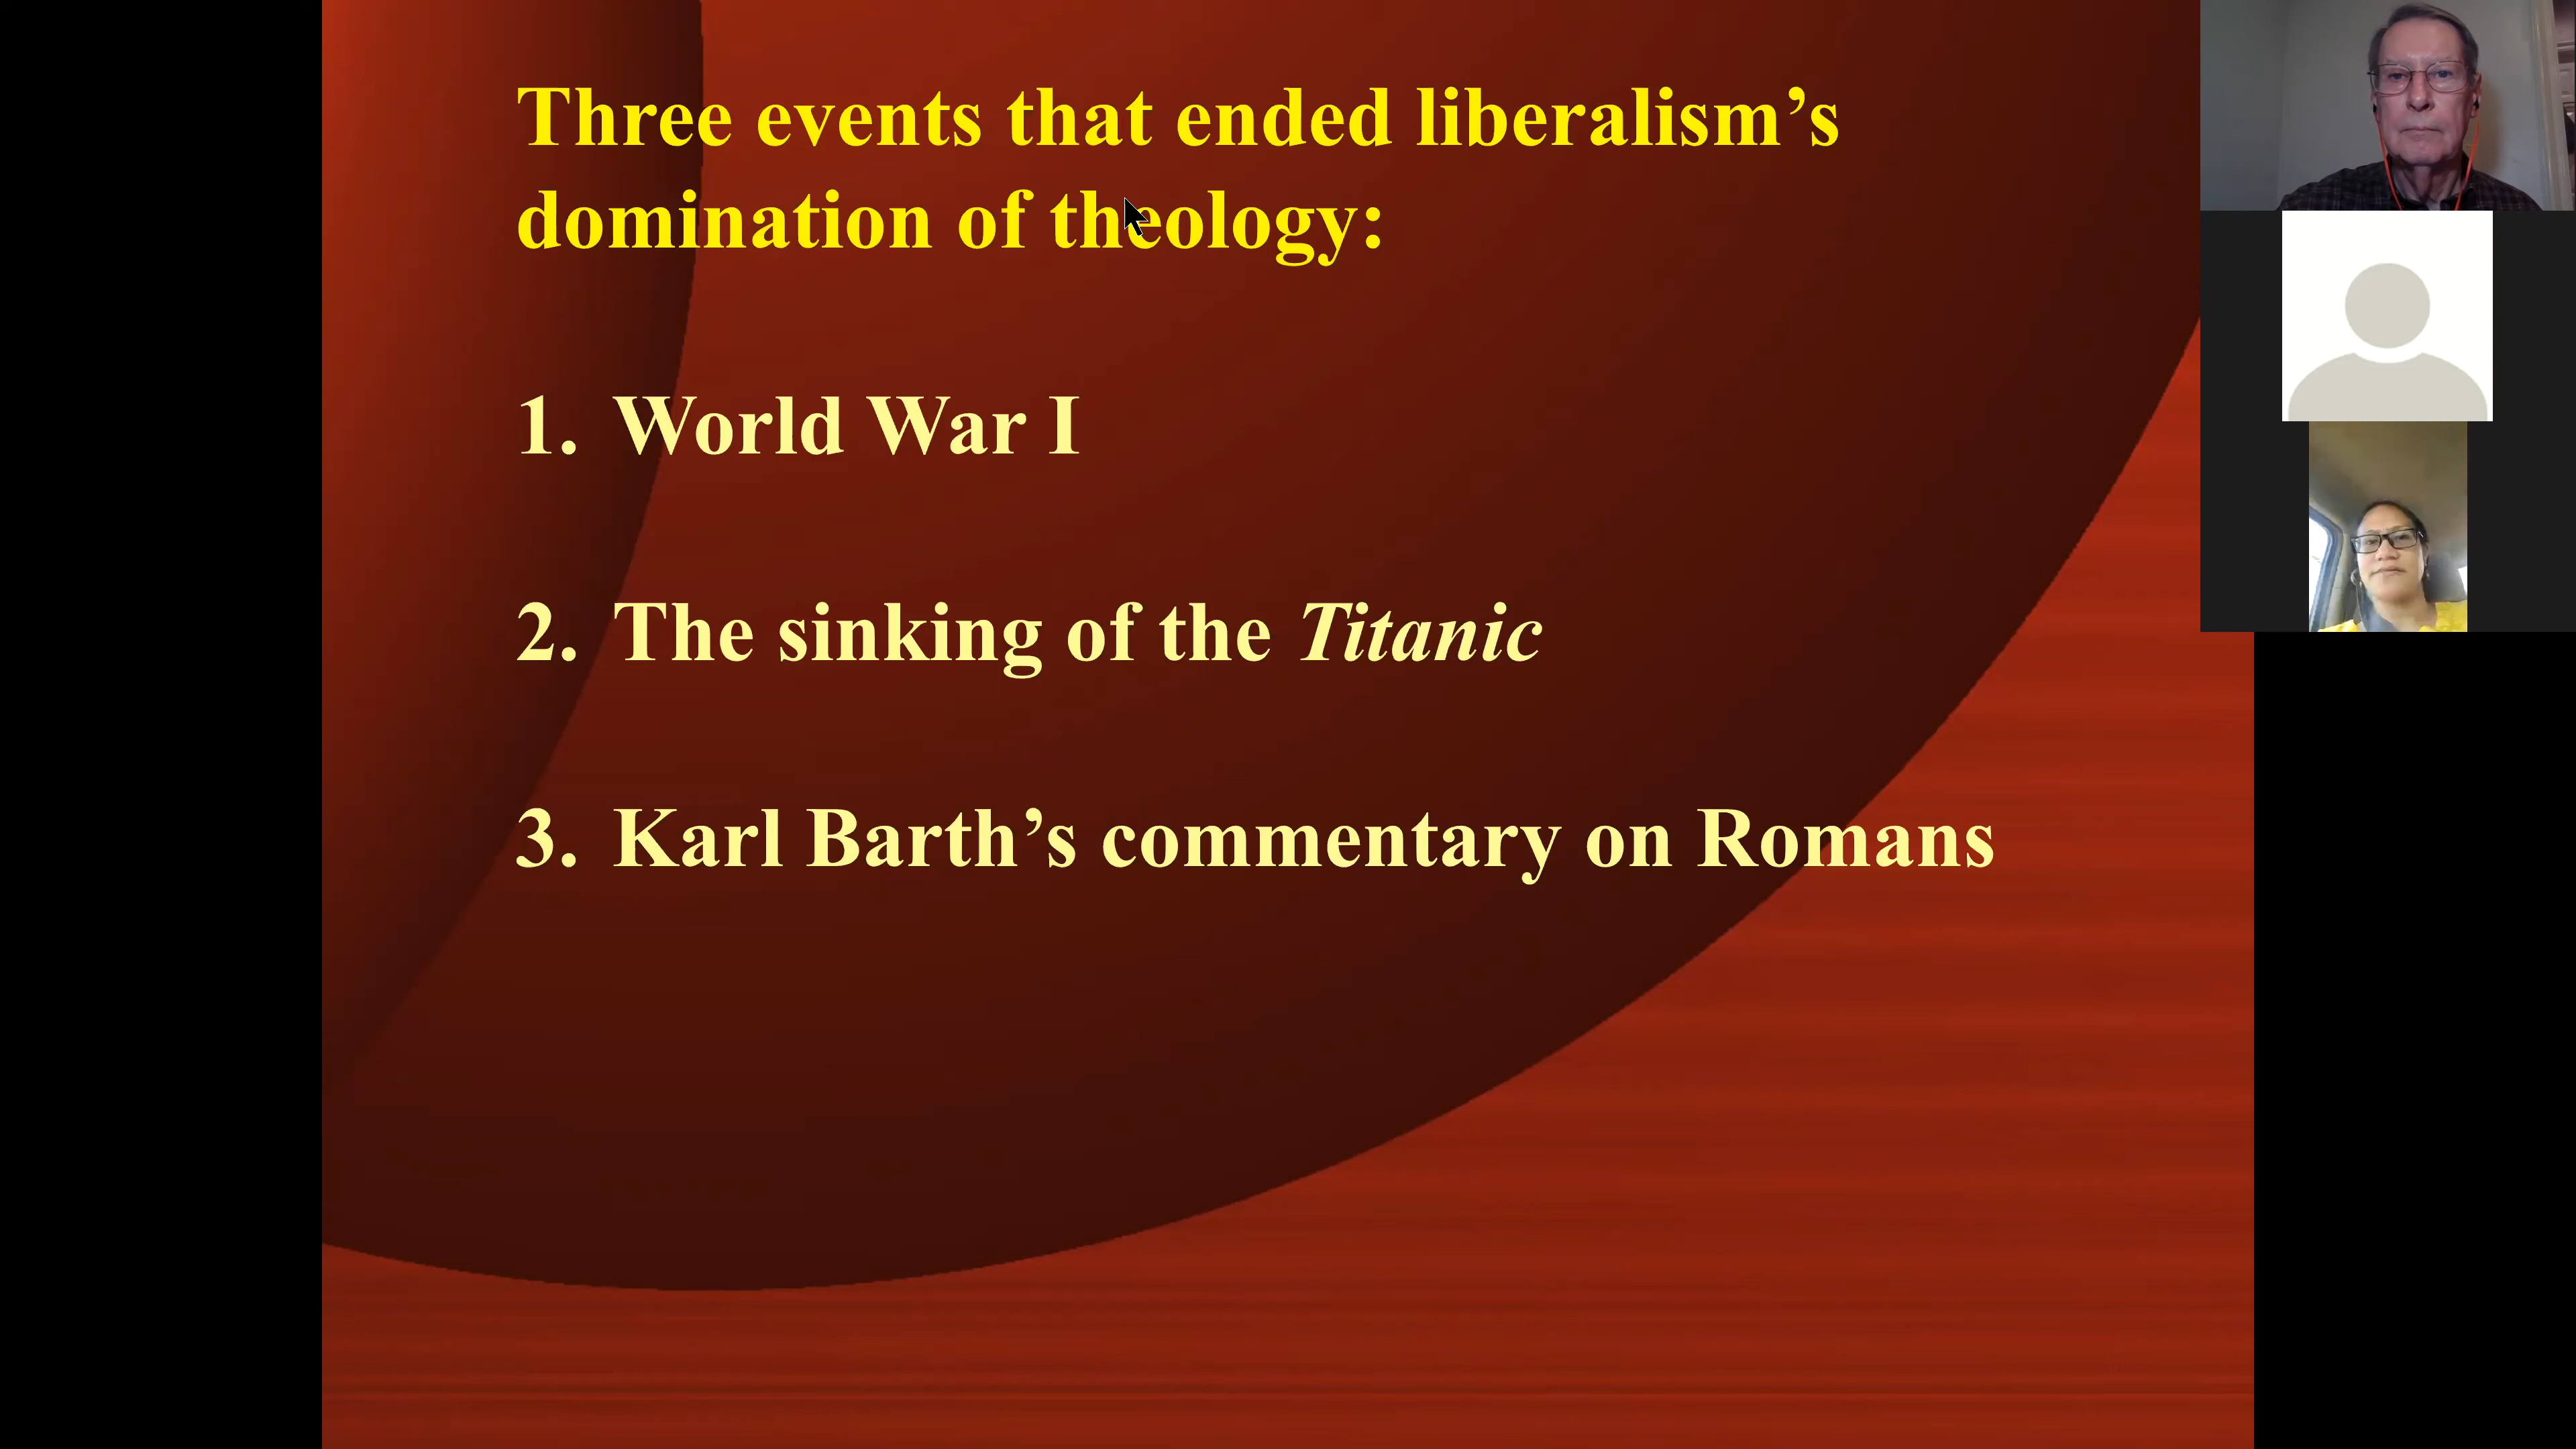 Three events that ended liberalism’s
domination of theology:
1. World War I
2. The sinking of the Titanic
3. Karl Barth’s commentary on Romans